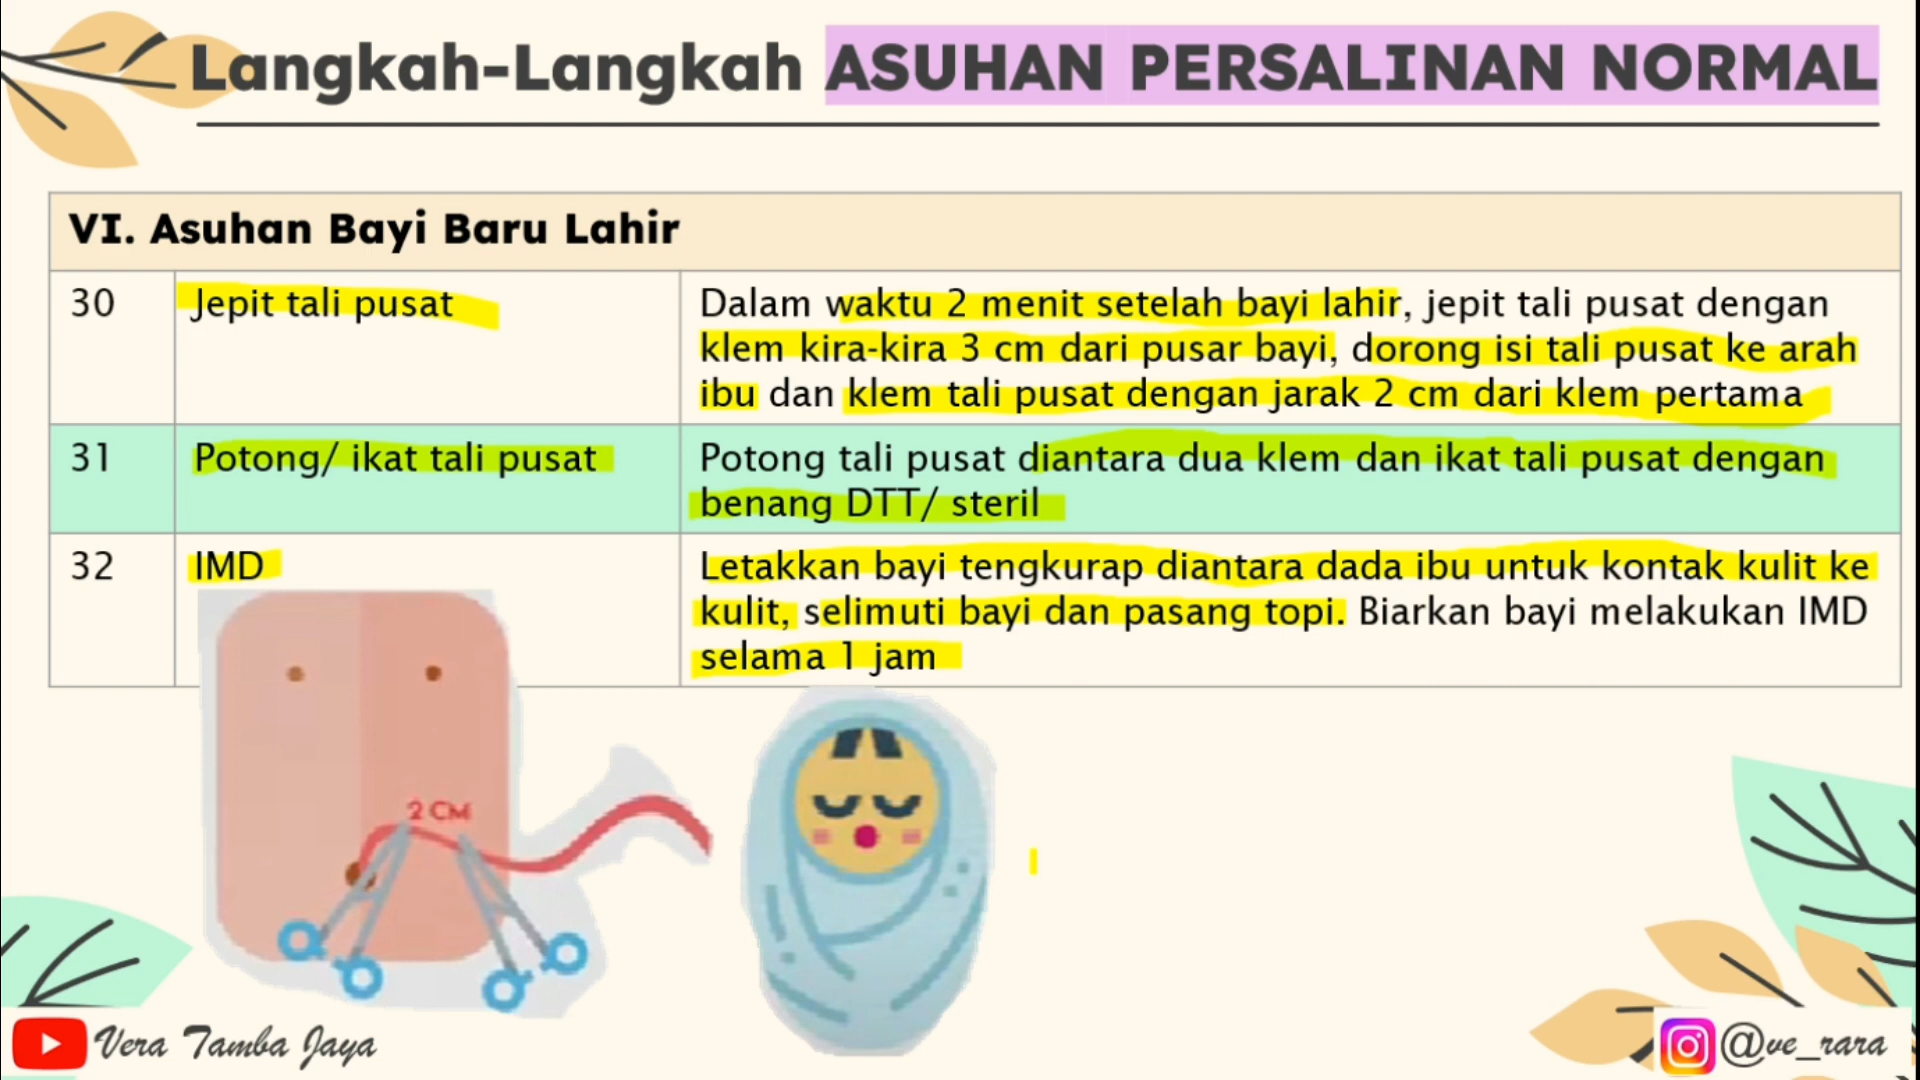 Langkah-Langkah ASUHAN PERSALINAN NORMAL
VI. Asuhan Bayi Baru Lahir
30
Jepit tali pusat
Dalam waktu 2 menit setelah bayi lahir, jepit tali pusat dengan
klem kira-kira 3 cm dari pusar bayi, dorong isi tali pusat ke arah
ibu dan klem tali pusat dengan jarak 2 cm dari klem pertama
31
Potong/ ikat tali pusat
Potong tali pusat diantara dua klem dan ikat tali pusat dengan
benang DTT/ steril
32
IMD
Letakkan bayi tengkurap diantara dada ibu untuk kontak kulit ke
kulit, selimuti bayi dan pasang topi. Biarkan bayi melakukan IMD
selama 1 jam
2 CM
Vera Tamba Jaya
@ve_rara